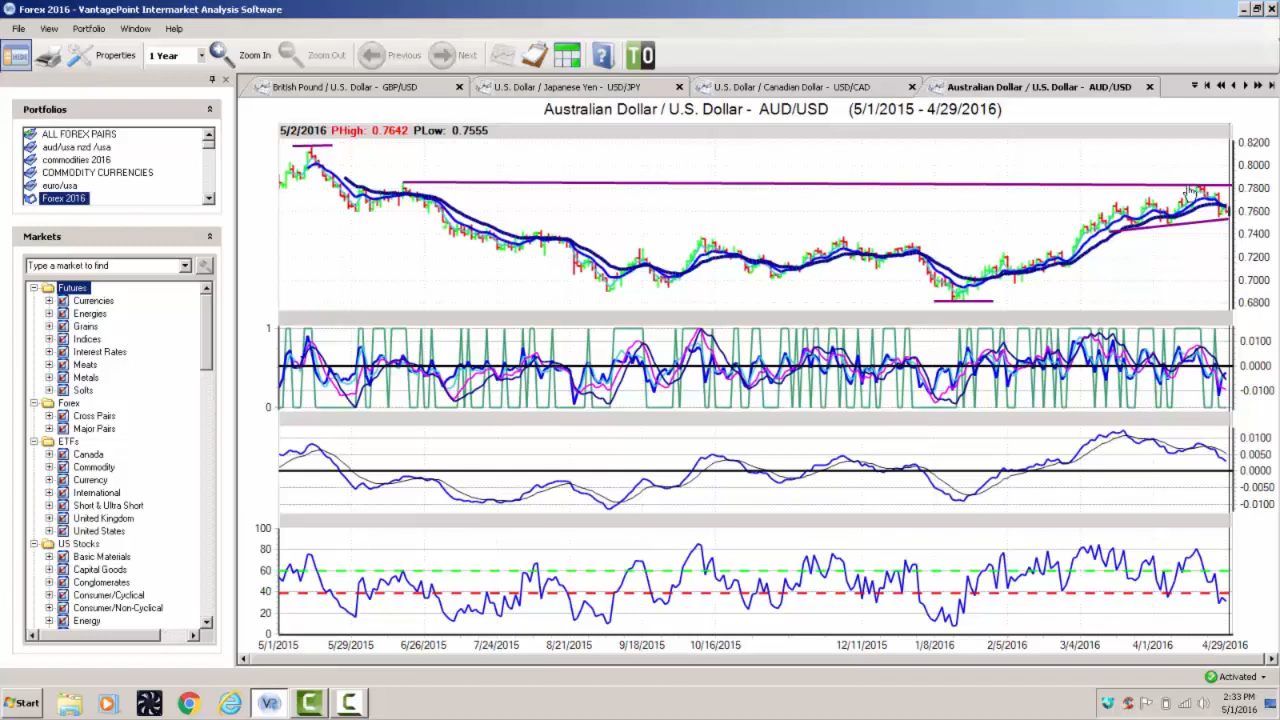 Forex 2016 - VantagePoint Intermarket Analysis Software
File View Portfolio Window Help
HIDE Properties 1 Year Zoom In Zoom Out Previous Next ? TO
British Pound / U.S. Dollar - GBP/USD U.S. Dollar / Japanese Yen - USD/JPY U.S. Dollar / Canadian Dollar - USD/CAD Australian Dollar / U.S. Dollar - AUD/USD
Portfolios
ALL FOREX PAIRS
aud/usa nzd /usa
commodities 2016
COMMODITY CURRENCIES
euro/usa
Forex 2016
Markets
Type a market to find
Futures
Currencies
Energies
Grains
Indices
Interest Rates
Meats
Metals
Softs
Forex
Cross Pairs
Major Pairs
ETFs
Canada
Commodity
Currency
International
Short & Ultra Short
United Kingdom
United States
US Stocks
Basic Materials
Capital Goods
Conglomerates
Consumer/Cyclical
Consumer/Non-Cyclical
Energy
Australian Dollar / U.S. Dollar - AUD/USD (5/1/2015 - 4/29/2016)
5/2/2016 PHigh: 0.7642 PLow: 0.7555
0.8200
0.8000
0.7800
0.7600
0.7400
0.7200
0.7000
0.6800
1
0
0.0100
0.0000
-0.0100
0.0100
0.0050
0.0000
-0.0050
-0.0100
100
80
60
40
20
0
5/1/2015 5/29/2015 6/26/2015 7/24/2015 8/21/2015 9/18/2015 10/16/2015 12/11/2015 1/8/2016 2/5/2016 3/4/2016 4/1/2016 4/29/2016
Activated
Start
2:33 PM
5/1/2016